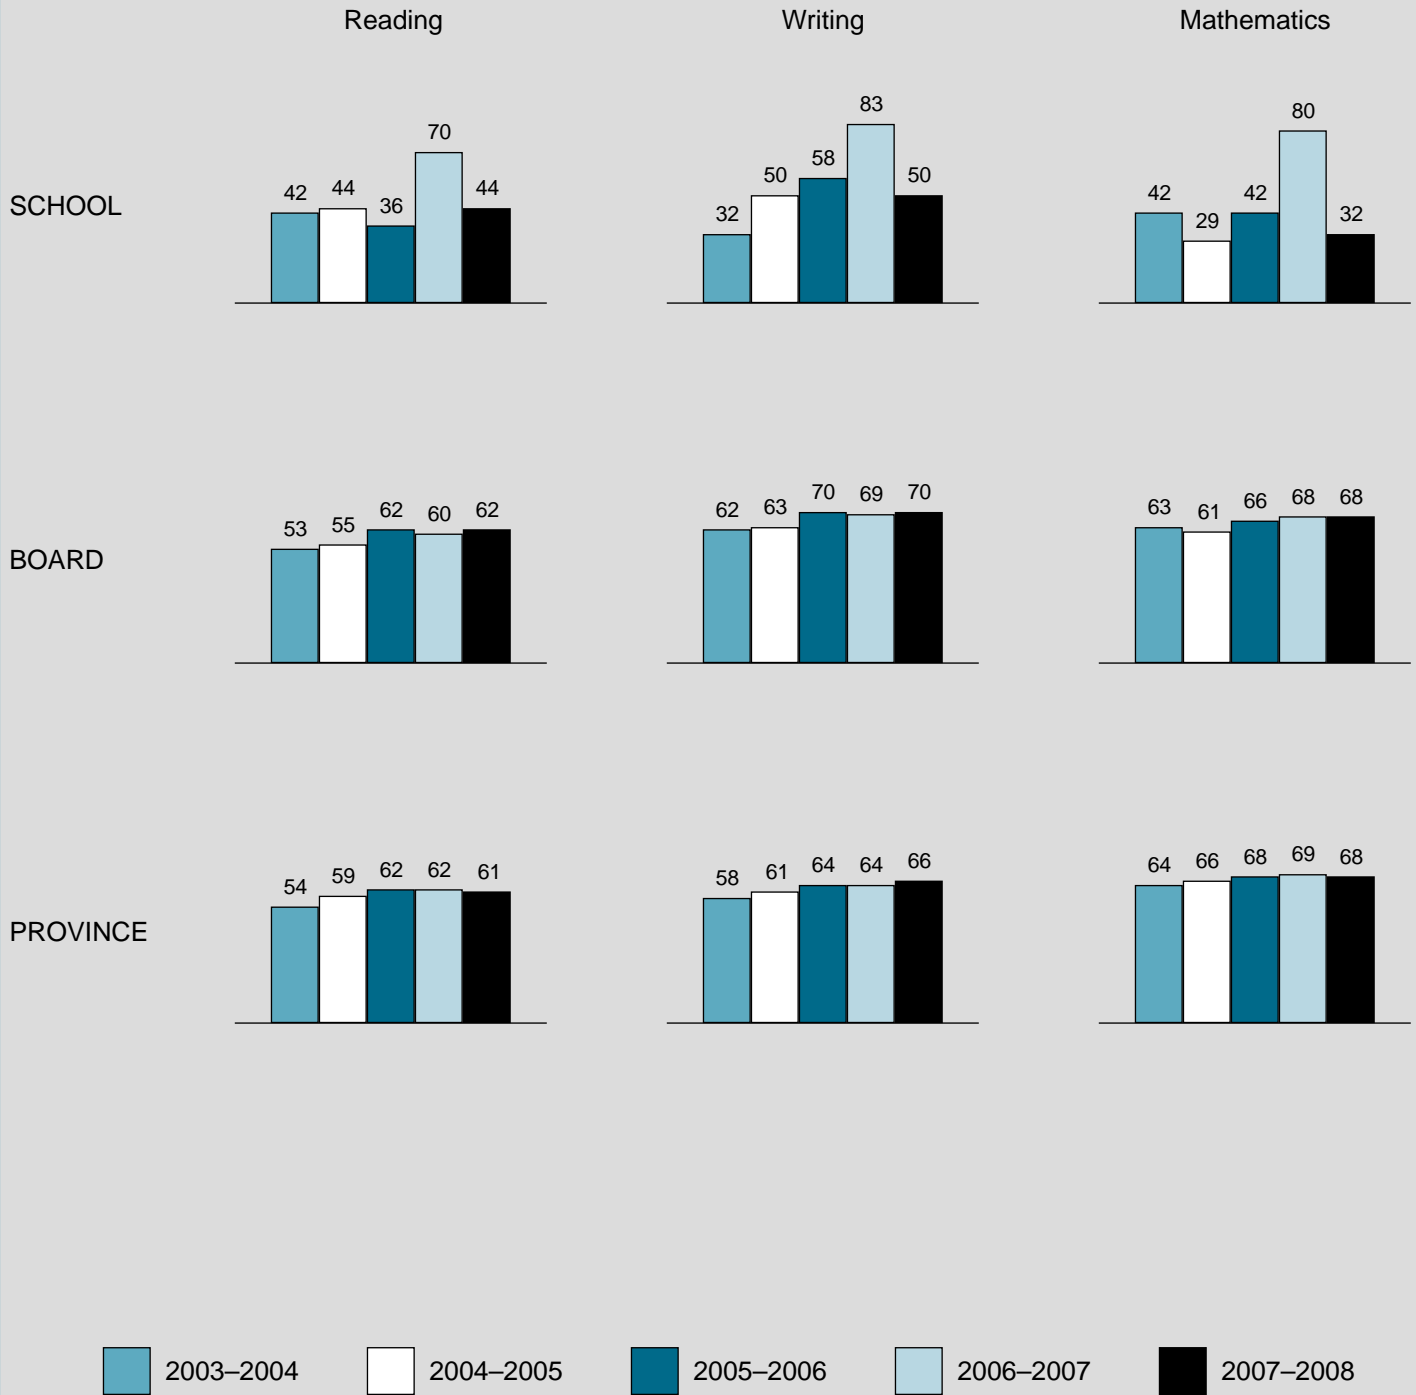 Reading Writing Mathematics
SCHOOL
42 44 36 70 44
32 50 58 83 50
42 29 42 80 32
BOARD
53 55 62 60 62
62 63 70 69 70
63 61 66 68 68
PROVINCE
54 59 62 62 61
58 61 64 64 66
64 66 68 69 68
2003–2004 2004–2005 2005–2006 2006–2007 2007–2008